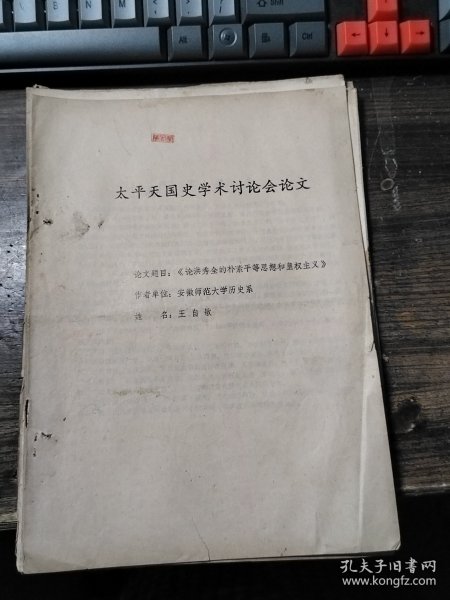 Alt
Ctrl
Shift
太平天国史学术讨论会论文
论文题目：《论洪秀全的朴素平等思想和皇权主义》
作者单位：安徽师范大学历史系
姓 名：王自敏
孔夫子旧书网
www.kongfz.com